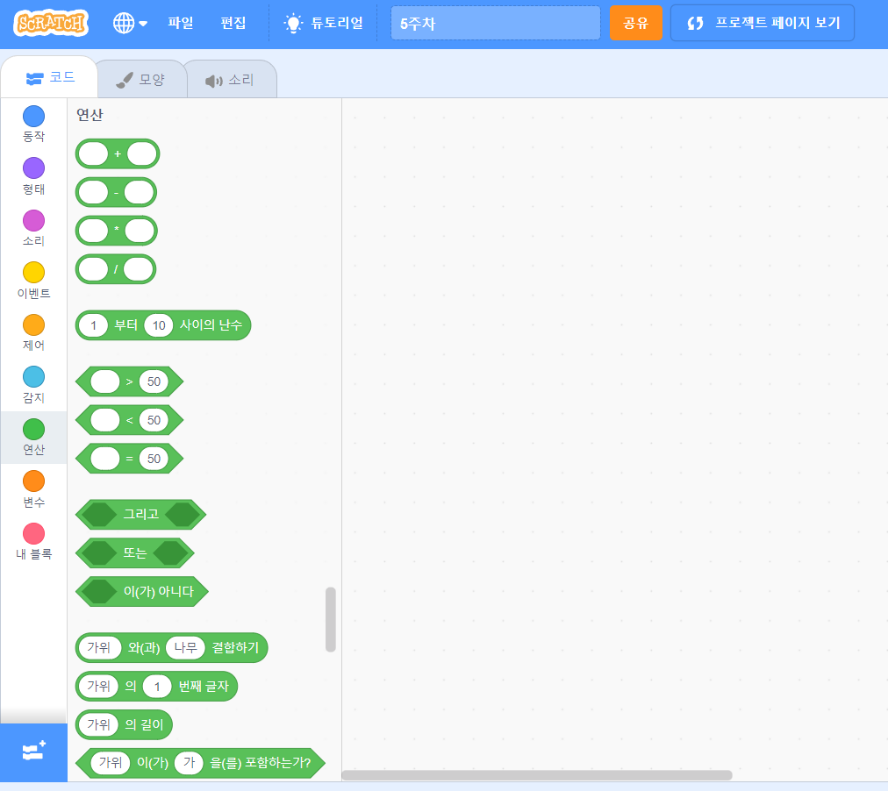 SCRATCH 파일 편집 튜토리얼 5주차 공유 프로젝트 페이지 보기
코드 모양 소리
동작
형태
소리
이벤트
제어
감지
연산
변수
내 블록
연산
+
-
*
/
1 부터 10 사이의 난수
> 50
< 50
= 50
그리고
또는
이(가) 아니다
가위 와(과) 나무 결합하기
가위 의 1 번째 글자
가위 의 길이
가위 이(가) 가 을(를) 포함하는가?